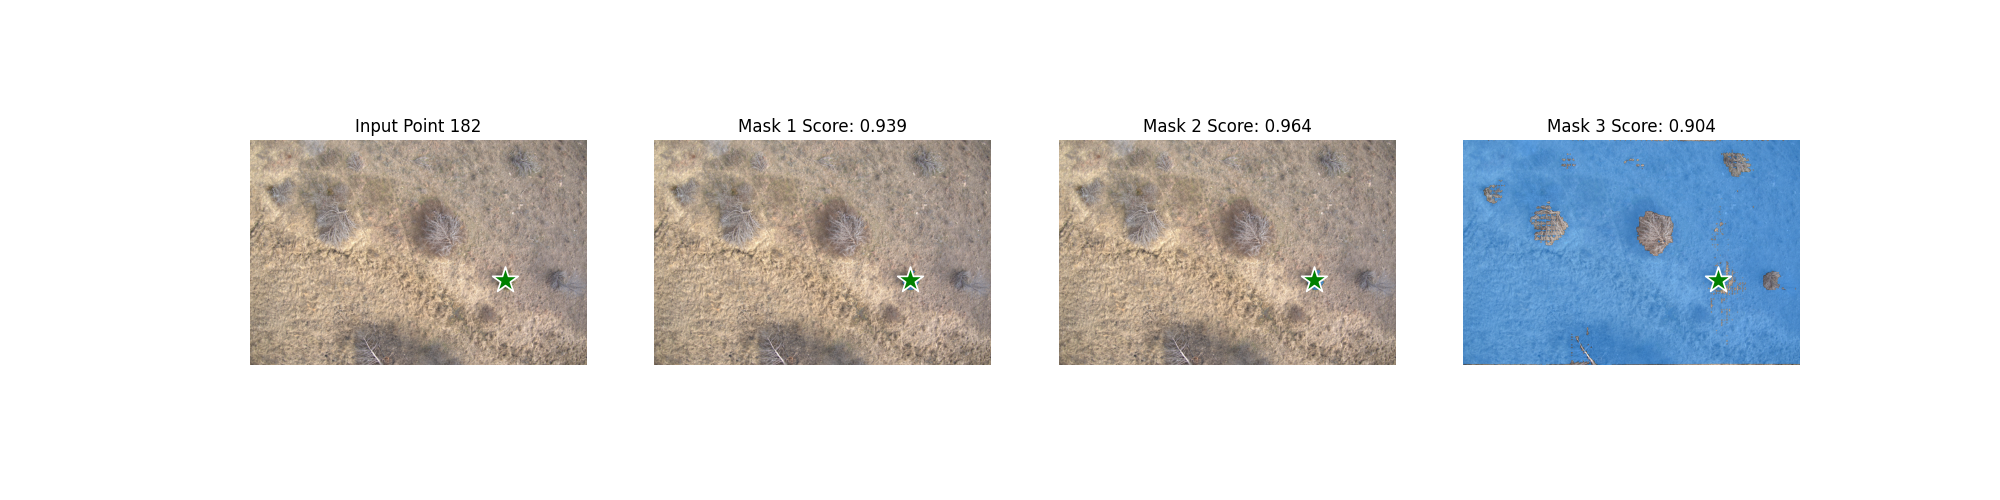 Input Point 182
Mask 1 Score: 0.939
Mask 2 Score: 0.964
Mask 3 Score: 0.904